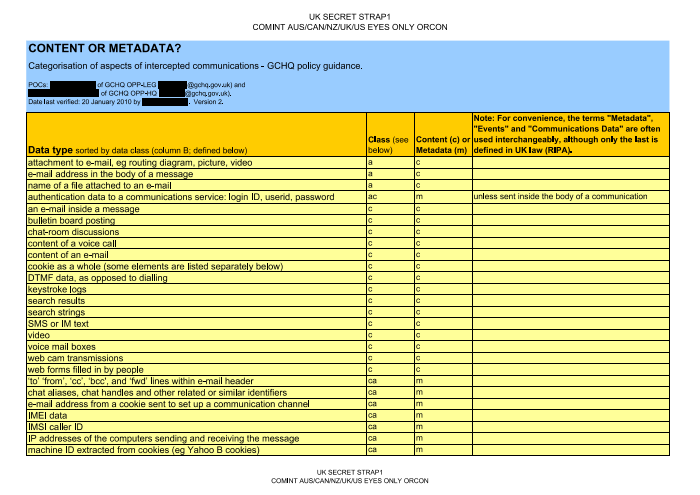 UK SECRET STRAP1
COMINT AUS/CAN/NZ/UK/US EYES ONLY ORCON
CONTENT OR METADATA?
Categorisation of aspects of intercepted communications - GCHQ policy guidance.
POCs: of GCHQ OPP-LEG @gchq.gov.uk) and
of GCHQ OPP-HQ @gchq.gov.uk).
Date last verified: 20 January 2010 by . Version 2.
Data type sorted by data class (column B; defined below) Class (see below) Content (c) or Metadata (m) Note: For convenience, the terms "Metadata", "Events" and "Communications Data" are often used interchangeably, although only the last is defined in UK law (RIPA).
attachment to e-mail, eg routing diagram, picture, video a c
e-mail address in the body of a message a c
name of a file attached to an e-mail a c
authentication data to a communications service: login ID, userid, password ac m unless sent inside the body of a communication
an e-mail inside a message c c
bulletin board posting c c
chat-room discussions c c
content of a voice call c c
content of an e-mail c c
cookie as a whole (some elements are listed separately below) c c
DTMF data, as opposed to dialling c c
keystroke logs c c
search results c c
search strings c c
SMS or IM text c c
video c c
voice mail boxes c c
web cam transmissions c c
web forms filled in by people c c
'to' 'from', 'cc', 'bcc', and 'fwd' lines within e-mail header ca m
chat aliases, chat handles and other related or similar identifiers ca m
e-mail address from a cookie sent to set up a communication channel ca m
IMEI data ca m
IMSI caller ID ca m
IP addresses of the computers sending and receiving the message ca m
machine ID extracted from cookies (eg Yahoo B cookies) ca m
UK SECRET STRAP1
COMINT AUS/CAN/NZ/UK/US EYES ONLY ORCON